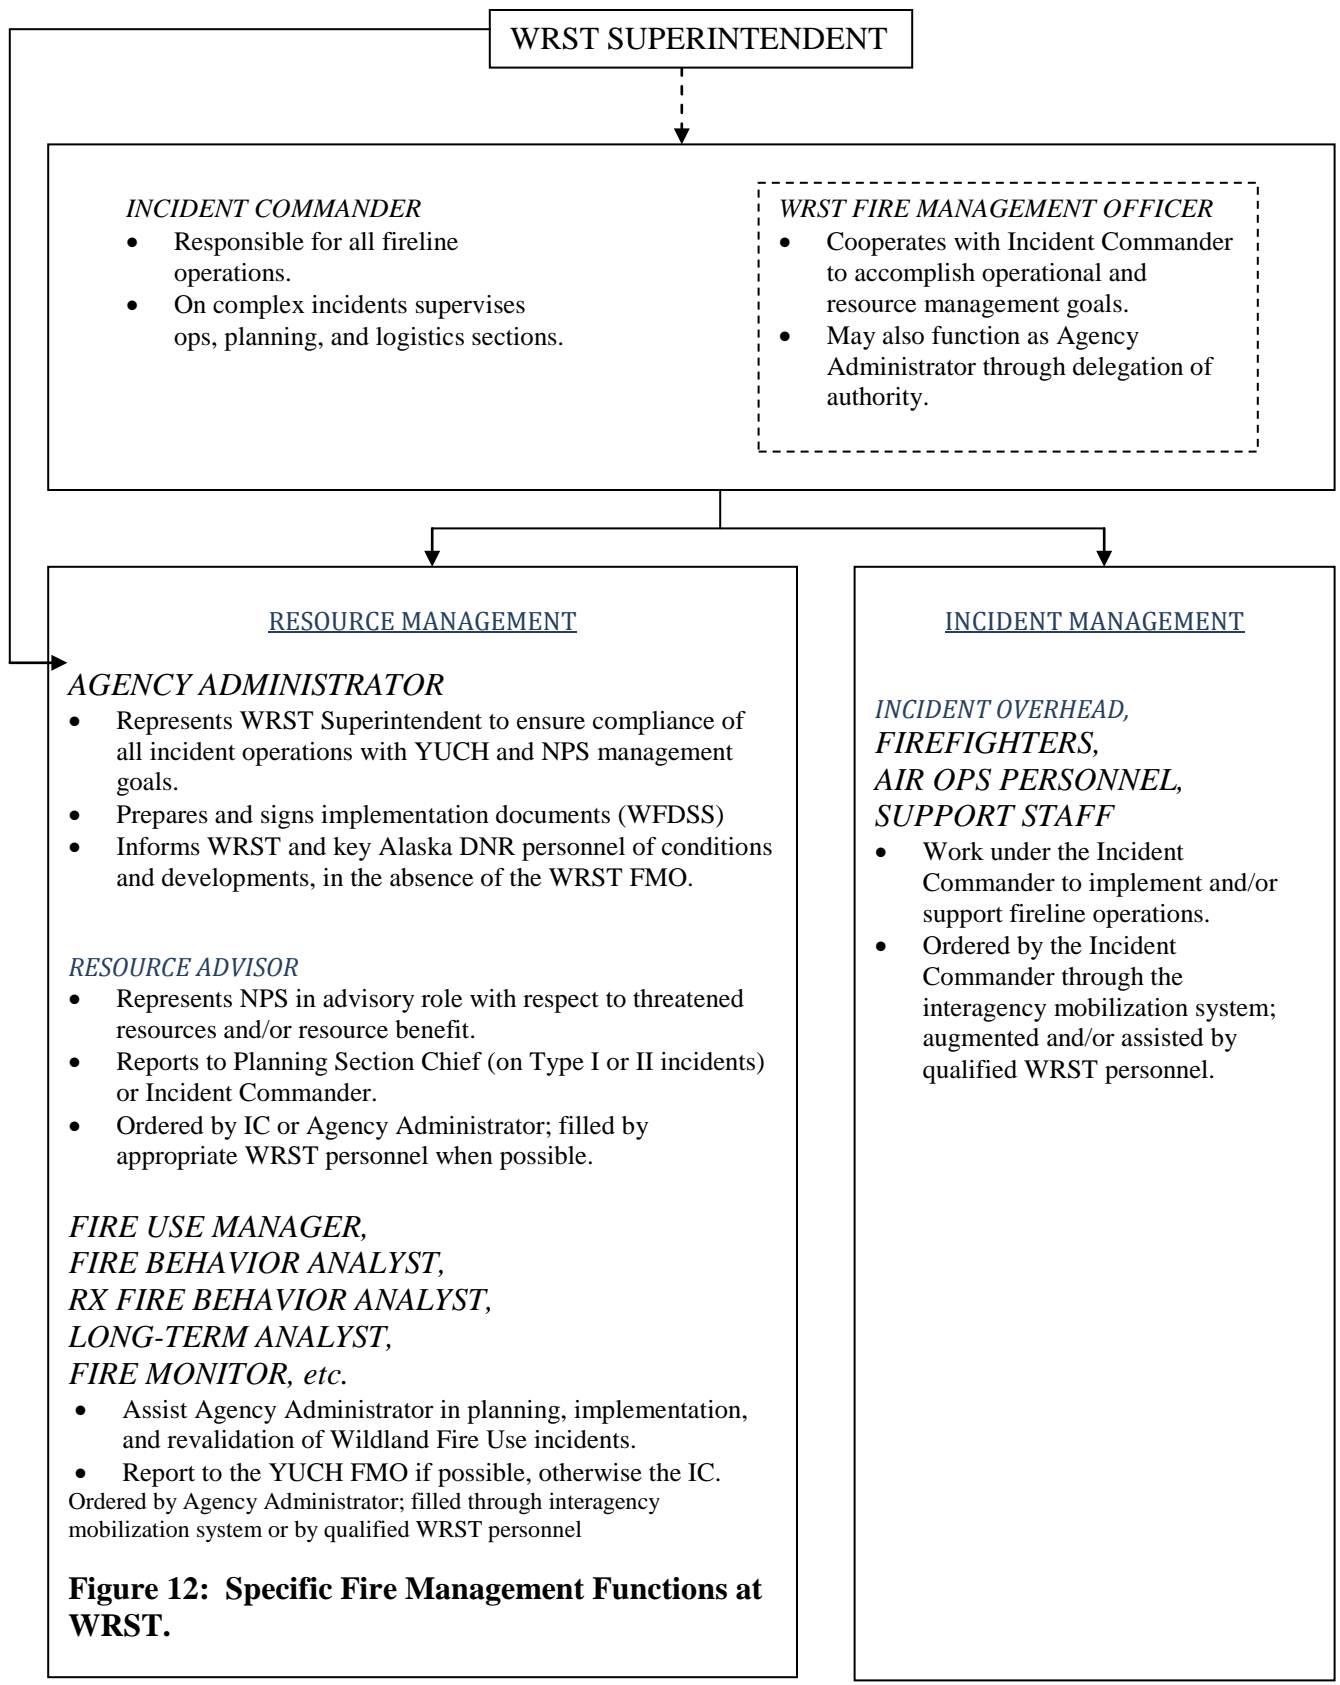 WRST SUPERINTENDENT
INCIDENT COMMANDER
• Responsible for all fireline
operations.
• On complex incidents supervises
ops, planning, and logistics sections.
WRST FIRE MANAGEMENT OFFICER
• Cooperates with Incident Commander
to accomplish operational and
resource management goals.
• May also function as Agency
Administrator through delegation of
authority.
RESOURCE MANAGEMENT
AGENCY ADMINISTRATOR
• Represents WRST Superintendent to ensure compliance of
all incident operations with YUCH and NPS management
goals.
• Prepares and signs implementation documents (WFDSS)
• Informs WRST and key Alaska DNR personnel of conditions
and developments, in the absence of the WRST FMO.
RESOURCE ADVISOR
• Represents NPS in advisory role with respect to threatened
resources and/or resource benefit.
• Reports to Planning Section Chief (on Type I or II incidents)
or Incident Commander.
• Ordered by IC or Agency Administrator; filled by
appropriate WRST personnel when possible.
FIRE USE MANAGER,
FIRE BEHAVIOR ANALYST,
RX FIRE BEHAVIOR ANALYST,
LONG-TERM ANALYST,
FIRE MONITOR, etc.
• Assist Agency Administrator in planning, implementation,
and revalidation of Wildland Fire Use incidents.
• Report to the YUCH FMO if possible, otherwise the IC.
Ordered by Agency Administrator; filled through interagency
mobilization system or by qualified WRST personnel
Figure 12:  Specific Fire Management Functions at
WRST.
INCIDENT MANAGEMENT
INCIDENT OVERHEAD,
FIREFIGHTERS,
AIR OPS PERSONNEL,
SUPPORT STAFF
• Work under the Incident
Commander to implement and/or
support fireline operations.
• Ordered by the Incident
Commander through the
interagency mobilization system;
augmented and/or assisted by
qualified WRST personnel.